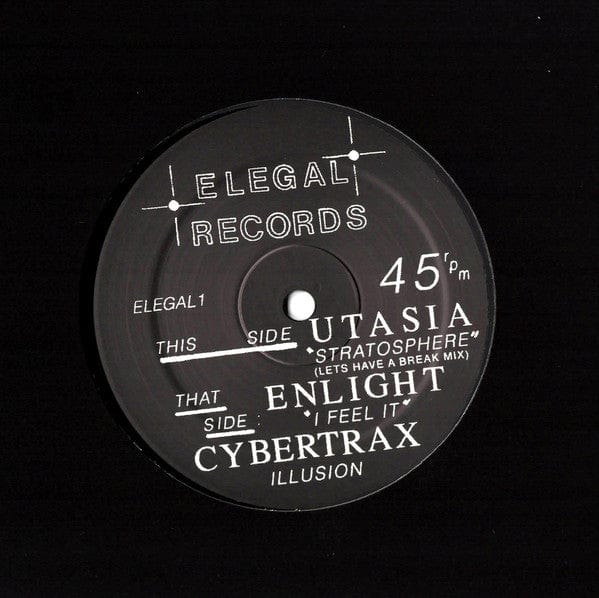 ELEGAL
RECORDS
45 rpm
ELEGAL1
THIS SIDE UTASIA
"STRATOSPHERE"
(LETS HAVE A BREAK MIX)
THAT SIDE: ENLIGHT
"I FEEL IT"
CYBERTRAX
ILLUSION